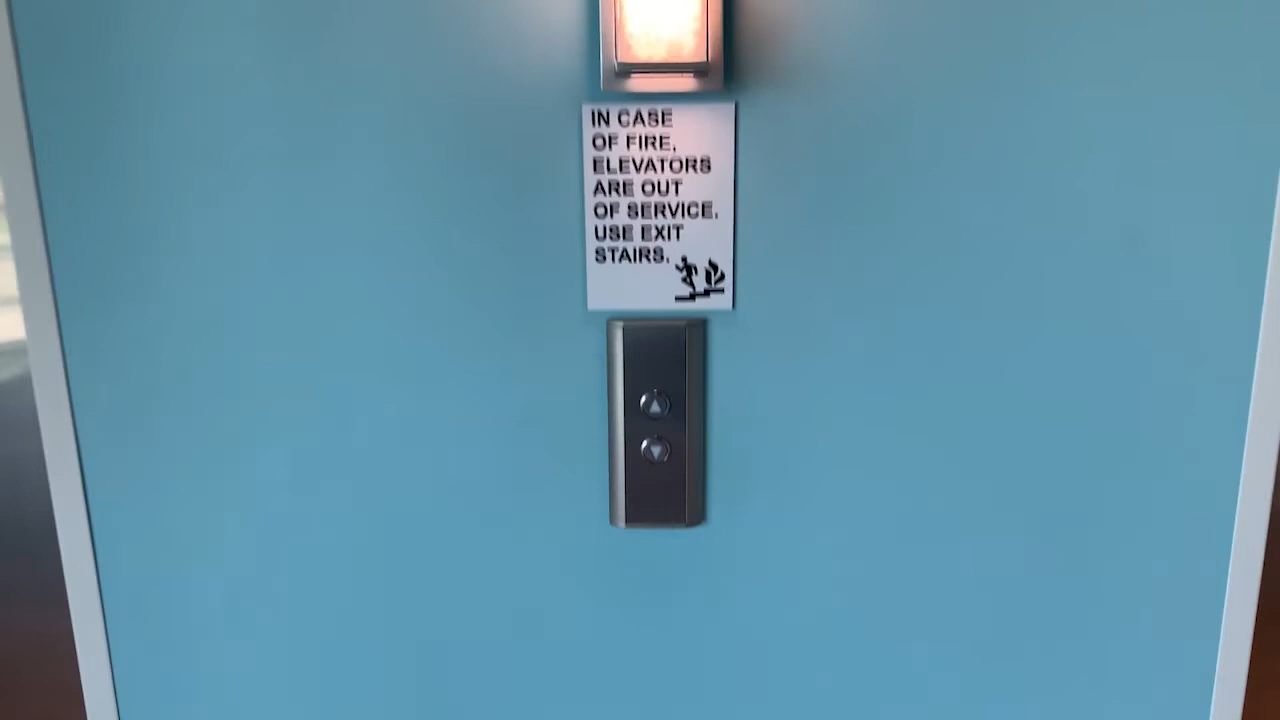 IN CASE
OF FIRE,
ELEVATORS
ARE OUT
OF SERVICE.
USE EXIT
STAIRS.